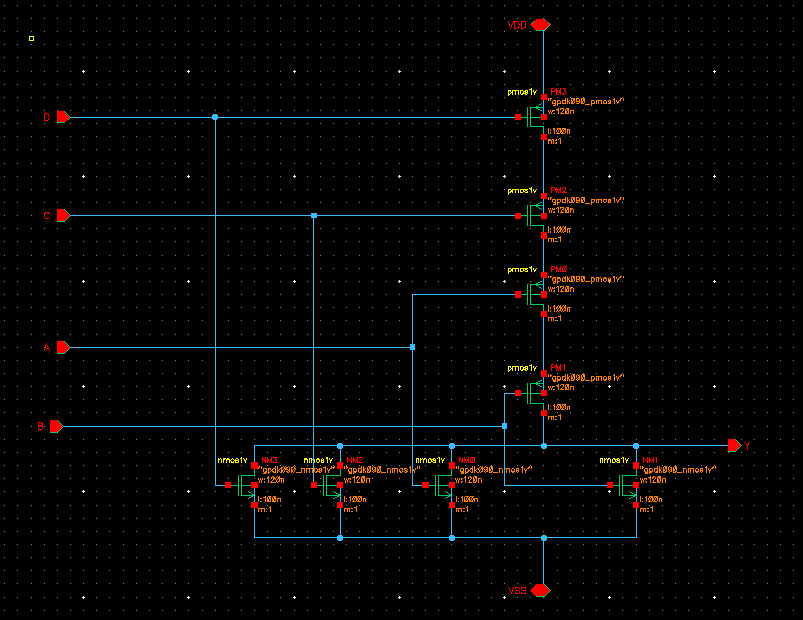 VDD
pmos1v PM3
"gpdk090_pmos1v"
w:120n
l:100n
m:1
D
pmos1v PM2
"gpdk090_pmos1v"
w:120n
l:100n
m:1
C
pmos1v PM0
"gpdk090_pmos1v"
w:120n
l:100n
m:1
A
pmos1v PM1
"gpdk090_pmos1v"
w:120n
l:100n
m:1
B
Y
nmos1v NM3
"gpdk090_nmos1v"
w:120n
l:100n
m:1
nmos1v NM2
"gpdk090_nmos1v"
w:120n
l:100n
m:1
nmos1v NM0
"gpdk090_nmos1v"
w:120n
l:100n
m:1
nmos1v NM1
"gpdk090_nmos1v"
w:120n
l:100n
m:1
VSS